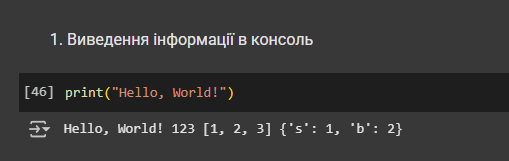 1. Виведення інформації в консоль
[46] print("Hello, World!")
Hello, World! 123 [1, 2, 3] {'s': 1, 'b': 2}